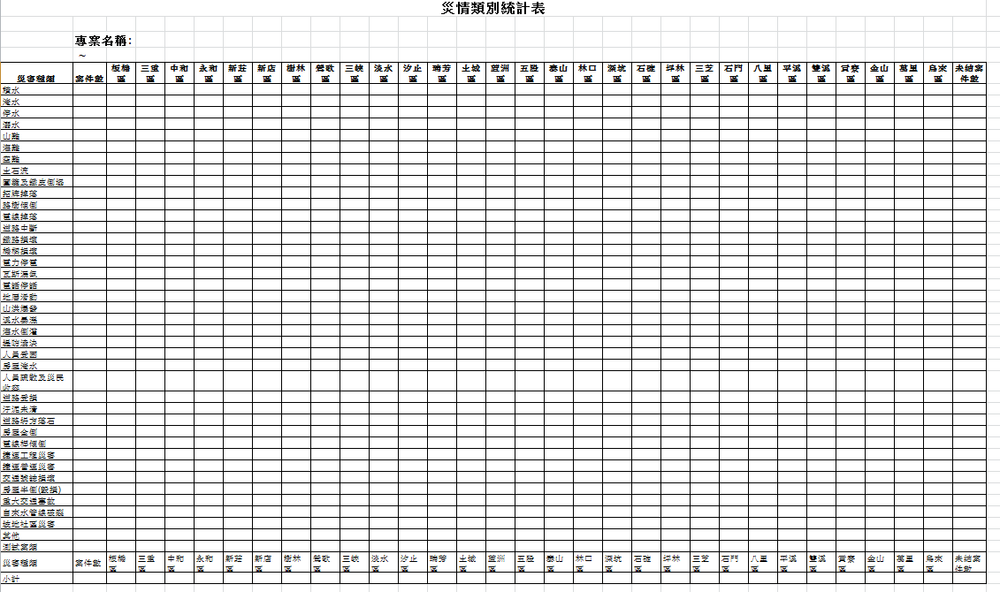 災情類別統計表
專案名稱:
~
災害種類 案件數 板橋區 三重區 中和區 永和區 新莊區 新店區 樹林區 鶯歌區 三峽區 淡水區 汐止區 瑞芳區 土城區 蘆洲區 五股區 泰山區 林口區 深坑區 石碇區 坪林區 三芝區 石門區 八里區 平溪區 雙溪區 貢寮區 金山區 萬里區 烏來區 未結案件數
積水
淹水
停水
溺水
山難
海難
空難
土石流
圍籬及鐵皮倒塌
招牌掉落
路樹傾倒
電線掉落
道路中斷
鐵路損壞
橋樑損壞
電力停電
瓦斯漏氣
電話停話
地層滑動
山洪爆發
溪水暴漲
海水倒灌
堤防潰決
人員受困
房屋淹水
人員疏散及災民
收容
道路受損
汙泥未清
道路坍方落石
房屋全倒
電線桿傾倒
捷運工程災害
捷運營運災害
交通號誌損壞
房屋半倒(毀損)
重大交通事故
自來水管線破裂
坡地社區災害
其他
測試案類
災害種類 案件數 板橋區 三重區 中和區 永和區 新莊區 新店區 樹林區 鶯歌區 三峽區 淡水區 汐止區 瑞芳區 土城區 蘆洲區 五股區 泰山區 林口區 深坑區 石碇區 坪林區 三芝區 石門區 八里區 平溪區 雙溪區 貢寮區 金山區 萬里區 烏來區 未結案件數
小計